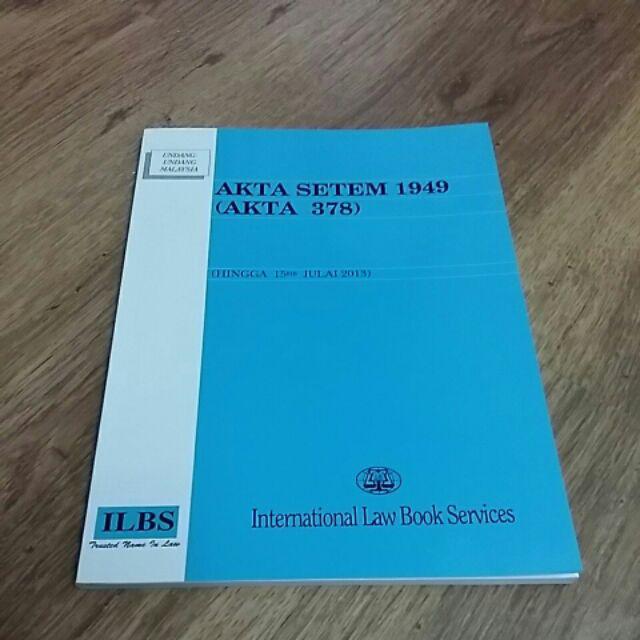 UNDANG-
UNDANG
MALAYSIA
AKTA SETEM 1949
(AKTA 378)
(HINGGA 15HB JULAI 2013)
International Law Book Services
ILBS
Trusted Name In Law